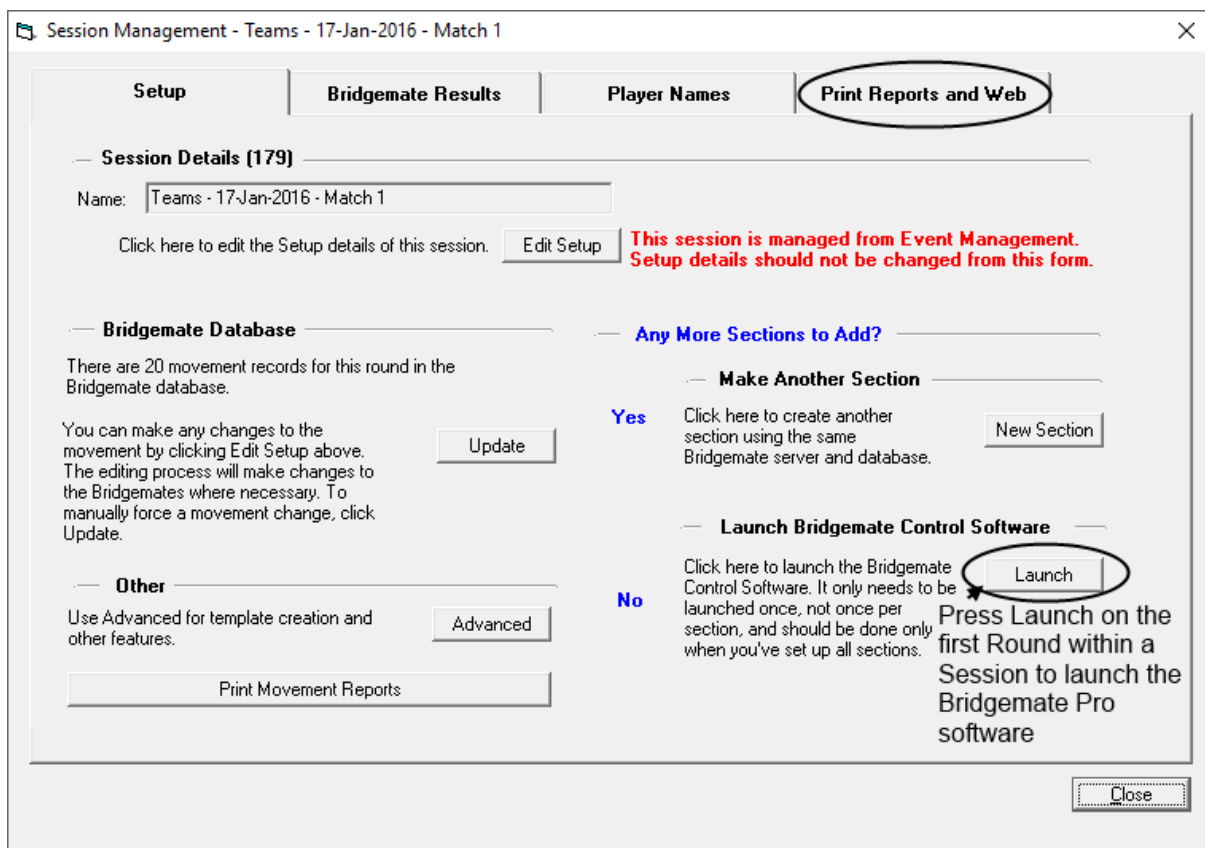 Session Management - Teams - 17-Jan-2016 - Match 1
Setup
Bridgemate Results
Player Names
Print Reports and Web
Session Details (179)
Name:
Teams - 17-Jan-2016 - Match 1
Click here to edit the Setup details of this session.
Edit Setup
This session is managed from Event Management.
Setup details should not be changed from this form.
Bridgemate Database
There are 20 movement records for this round in the
Bridgemate database.
You can make any changes to the
movement by clicking Edit Setup above.
The editing process will make changes to
the Bridgemates where necessary. To
manually force a movement change, click
Update.
Update
Other
Use Advanced for template creation and
other features.
Advanced
Print Movement Reports
Any More Sections to Add?
Make Another Section
Yes
Click here to create another
section using the same
Bridgemate server and database.
New Section
Launch Bridgemate Control Software
No
Click here to launch the Bridgemate
Control Software. It only needs to be
launched once, not once per
section, and should be done only
when you've set up all sections.
Launch
Press Launch on the
first Round within a
Session to launch the
Bridgemate Pro
software
Close